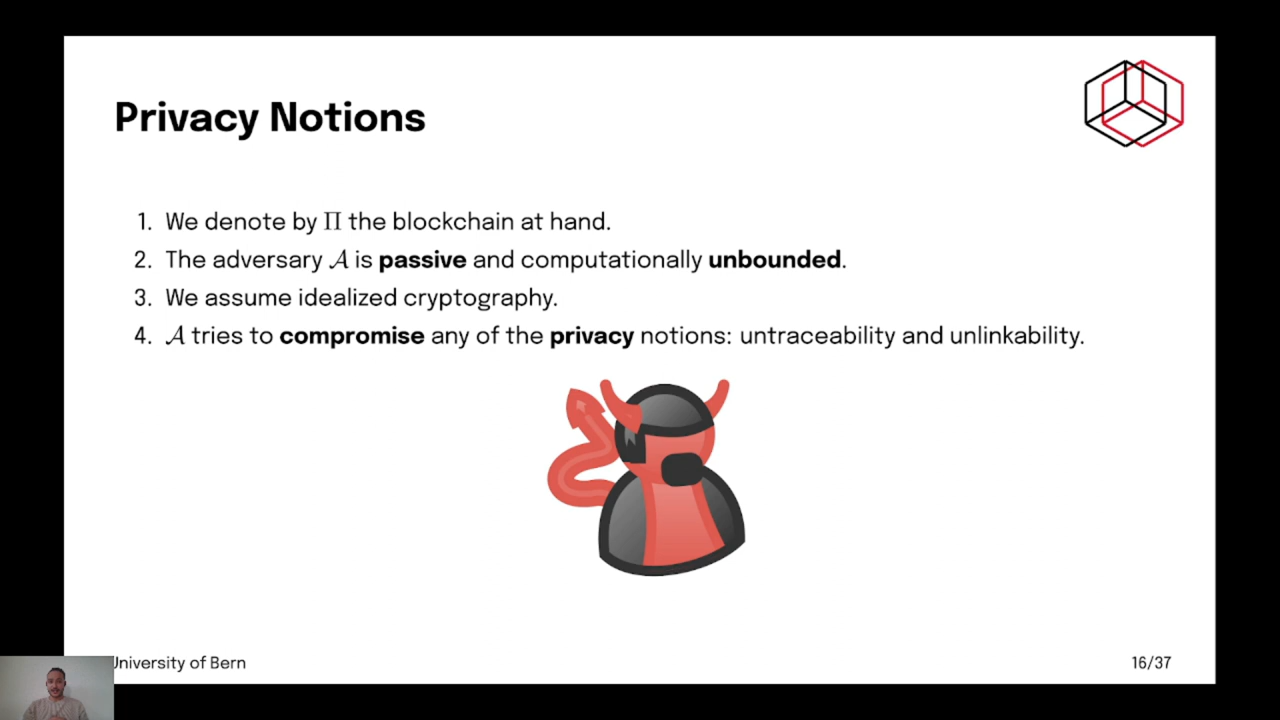 Privacy Notions
1. We denote by Π the blockchain at hand.
2. The adversary 𝒜 is passive and computationally unbounded.
3. We assume idealized cryptography.
4. 𝒜 tries to compromise any of the privacy notions: untraceability and unlinkability.
University of Bern
16/37